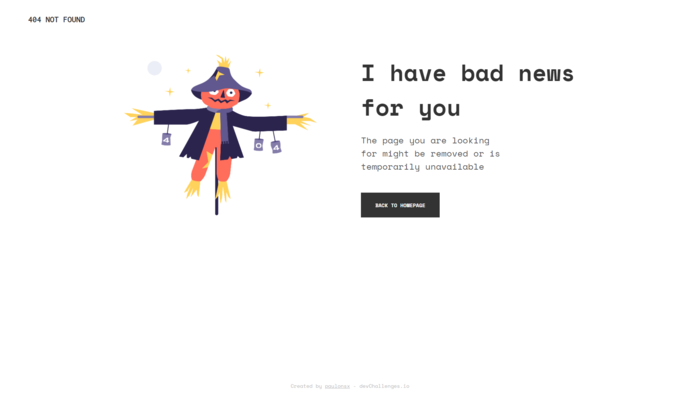 404 NOT FOUND
I have bad news
for you
4
0
4
The page you are looking
for might be removed or is
temporarily unavailable
BACK TO HOMEPAGE
Created by - devChallenges.io